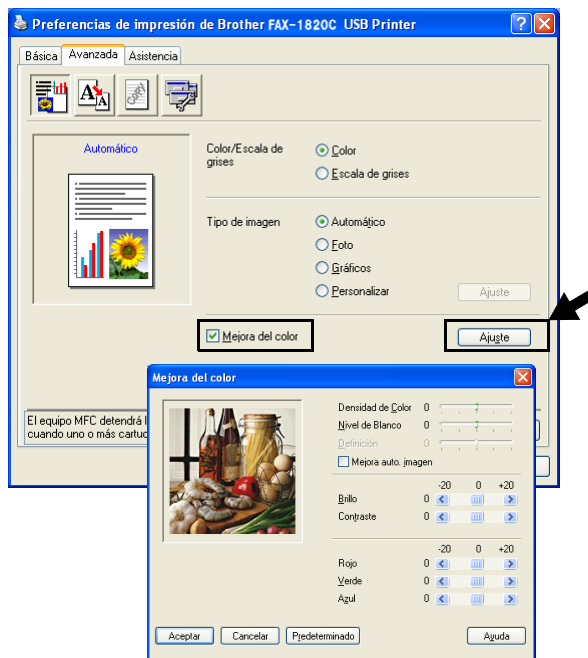 Preferencias de impresión de Brother FAX-1820C USB Printer
Básica Avanzada Asistencia
Automático
Color/Escala de grises
Color
Escala de grises
Tipo de imagen
Automático
Foto
Gráficos
Personalizar
Ajuste
Mejora del color
Ajuste
El equipo MFC detendrá
cuando uno o más
Mejora del color
Densidad de Color 0
Nivel de Blanco 0
Definición 0
Mejora auto. imagen
-20 0 +20
Brillo 0
Contraste 0
-20 0 +20
Rojo 0
Verde 0
Azul 0
Aceptar Cancelar Predeterminado Ayuda